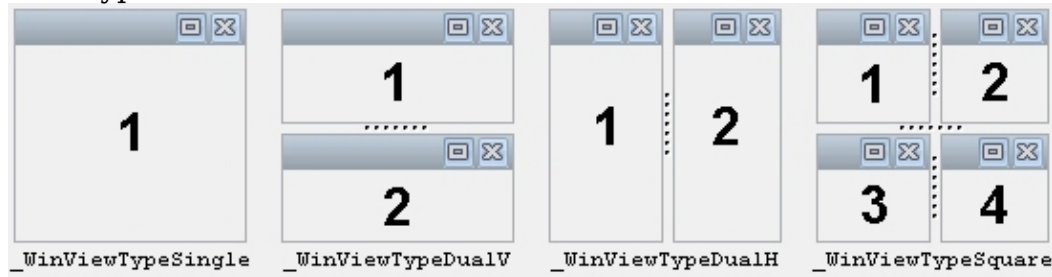 1
1
2
1
2
1
2
3
4
_WinViewTypeSingle
_WinViewTypeDualV
_WinViewTypeDualH
_WinViewTypeSquare